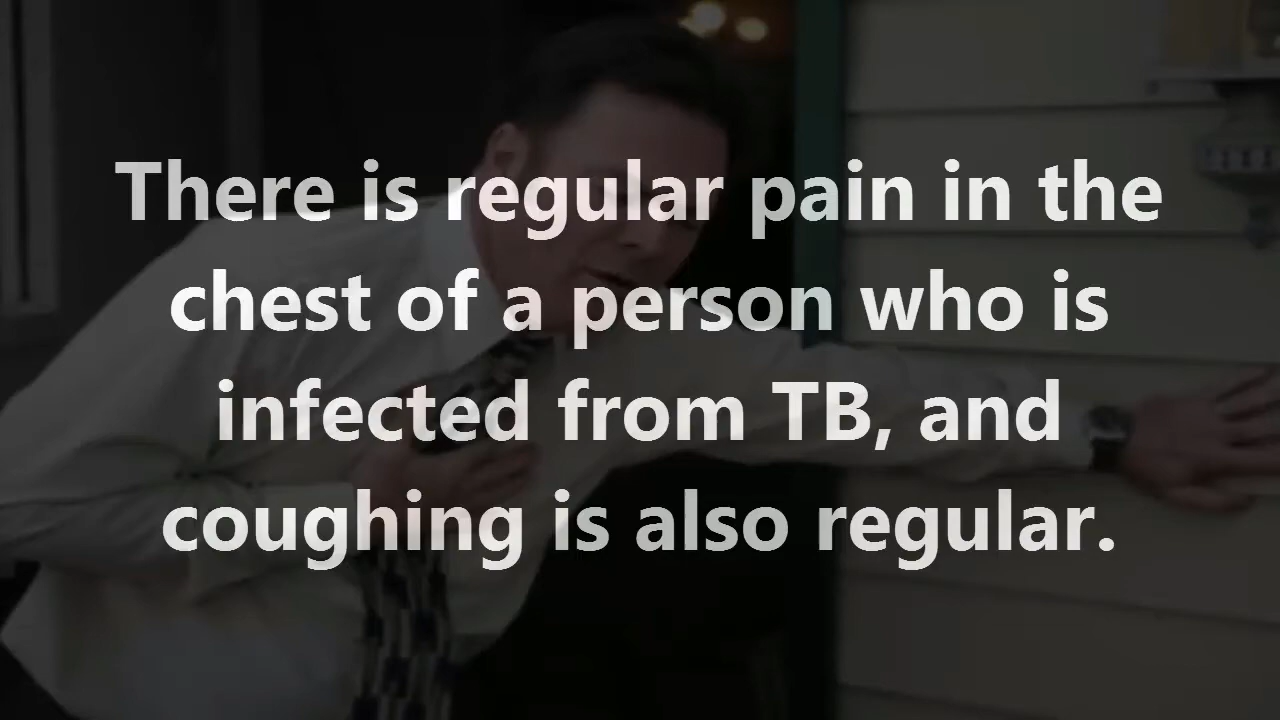 There is regular pain in the
chest of a person who is
infected from TB, and
coughing is also regular.